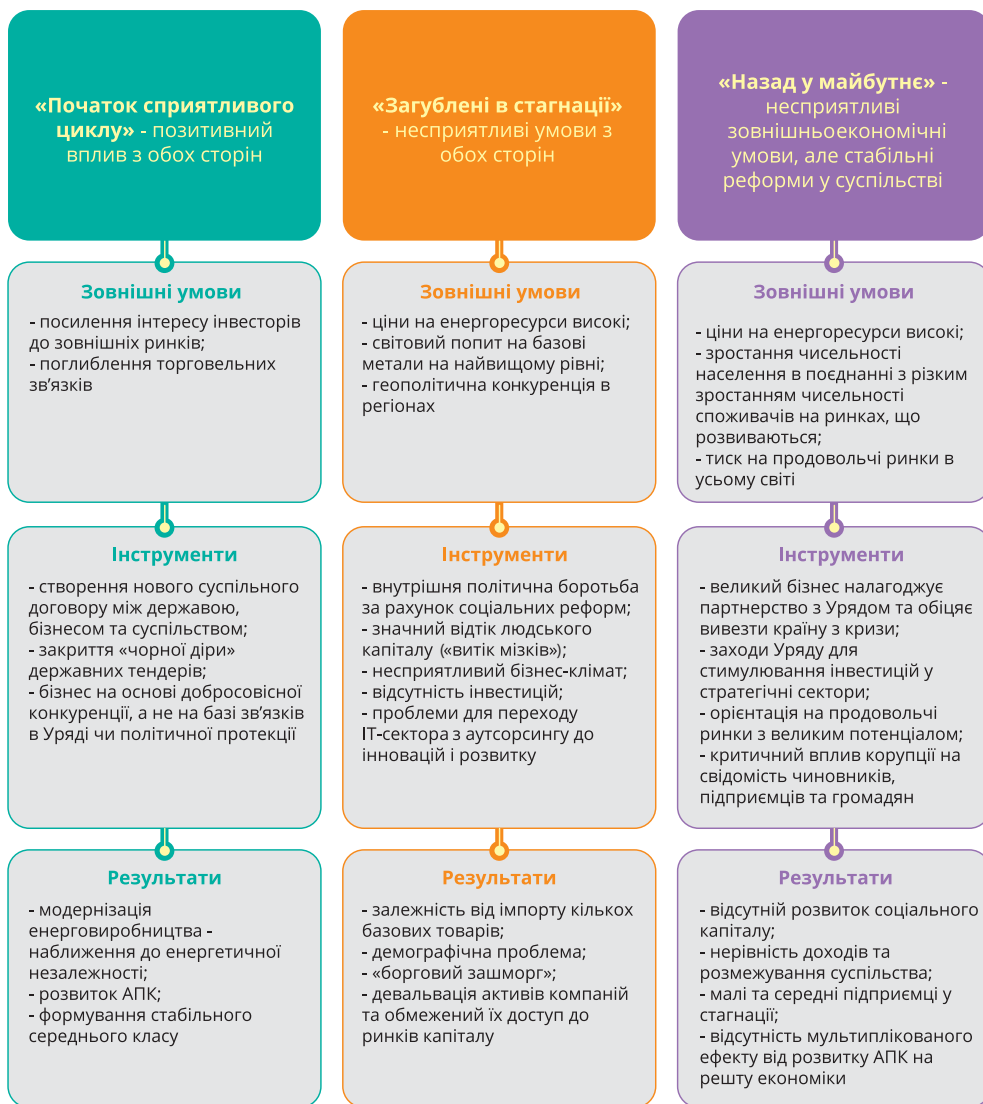 «Початок сприятливого
циклу» - позитивний
вплив з обох сторін
Зовнішні умови
- посилення інтересу інвесторів
до зовнішніх ринків;
- поглиблення торговельних
зв’язків
Інструменти
- створення нового суспільного
договору між державою,
бізнесом та суспільством;
- закриття «чорної діри»
державних тендерів;
- бізнес на основі добросовісної
конкуренції, а не на базі зв’язків
в Уряді чи політичної протекції
Результати
- модернізація
енерговиробництва -
наближення до енергетичної
незалежності;
- розвиток АПК;
- формування стабільного
середнього класу
«Загублені в стагнації»
- несприятливі умови з
обох сторін
Зовнішні умови
- ціни на енергоресурси високі;
- світовий попит на базові
метали на найвищому рівні;
- геополітична конкуренція в
регіонах
Інструменти
- внутрішня політична боротьба
за рахунок соціальних реформ;
- значний відтік людського
капіталу («витік мізків»);
- несприятливий бізнес-клімат;
- відсутність інвестицій;
- проблеми для переходу
ІТ-сектора з аутсорсингу до
інновацій і розвитку
Результати
- залежність від імпорту кількох
базових товарів;
- демографічна проблема;
- «борговий зашморг»;
- девальвація активів компаній
та обмежений їх доступ до
ринків капіталу
«Назад у майбутнє» -
несприятливі
зовнішньоекономічні
умови, але стабільні
реформи у суспільстві
Зовнішні умови
- ціни на енергоресурси високі;
- зростання чисельності
населення в поєднанні з різким
зростанням чисельності
споживачів на ринках, що
розвиваються;
- тиск на продовольчі ринки в
усьому світі
Інструменти
- великий бізнес налагоджує
партнерство з Урядом та обіцяє
вивезти країну з кризи;
- заходи Уряду для
стимулювання інвестицій у
стратегічні сектори;
- орієнтація на продовольчі
ринки з великим потенціалом;
- критичний вплив корупції на
свідомість чиновників,
підприємців та громадян
Результати
- відсутній розвиток соціального
капіталу;
- нерівність доходів та
розмежування суспільства;
- малі та середні підприємці у
стагнації;
- відсутність мультиплікованого
ефекту від розвитку АПК на
решту економіки